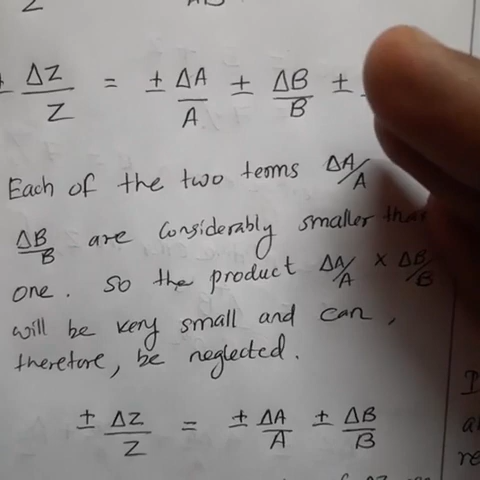 ± ΔZ/Z = ± ΔA/A ± ΔB/B ±
Each of the two terms ΔA/A
ΔB/B are considerably smaller than
one. So the product ΔA/A × ΔB/B
will be very small and can,
therefore, be neglected.
± ΔZ/Z = ± ΔA/A ± ΔB/B